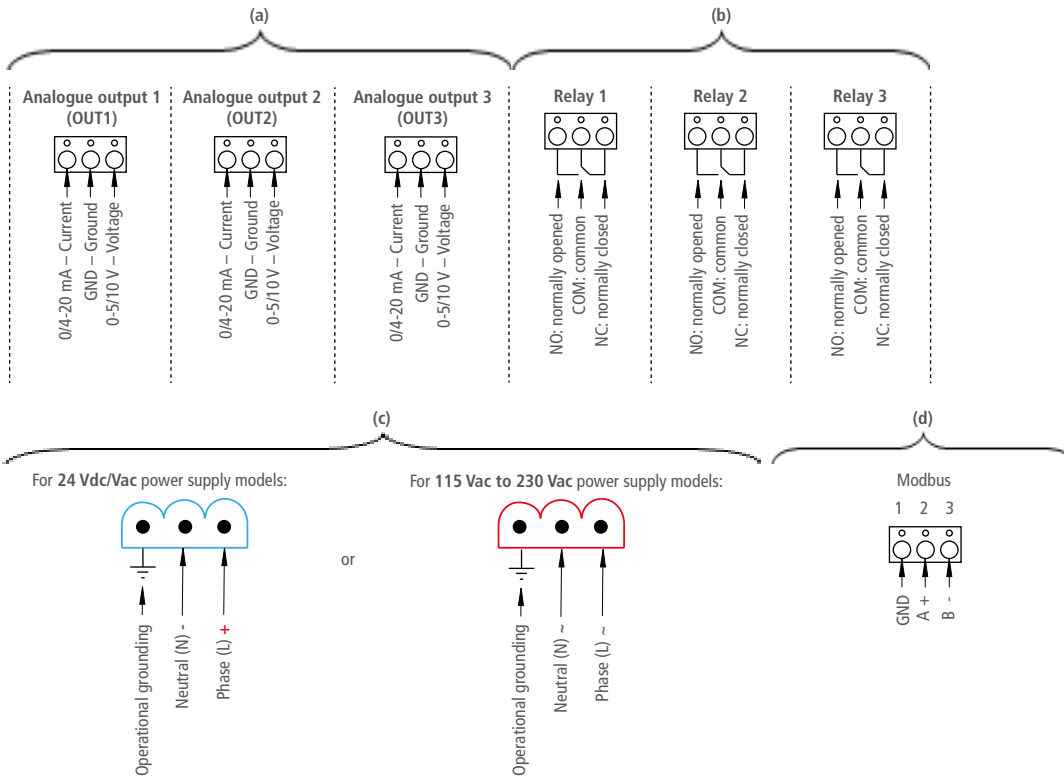 (a)
(b)
Analogue output 1
(OUT1)
Analogue output 2
(OUT2)
Analogue output 3
(OUT3)
Relay 1
Relay 2
Relay 3
0/4-20 mA – Current
GND – Ground
0-5/10 V – Voltage
0/4-20 mA – Current
GND – Ground
0-5/10 V – Voltage
0/4-20 mA – Current
GND – Ground
0-5/10 V – Voltage
NO: normally opened
COM: common
NC: normally closed
NO: normally opened
COM: common
NC: normally closed
NO: normally opened
COM: common
NC: normally closed
(c)
(d)
For 24 Vdc/Vac power supply models:
or
For 115 Vac to 230 Vac power supply models:
Modbus
1 2 3
Operational grounding
Neutral (N) -
Phase (L) +
Operational grounding
Neutral (N) ~
Phase (L) ~
GND
A +
B -